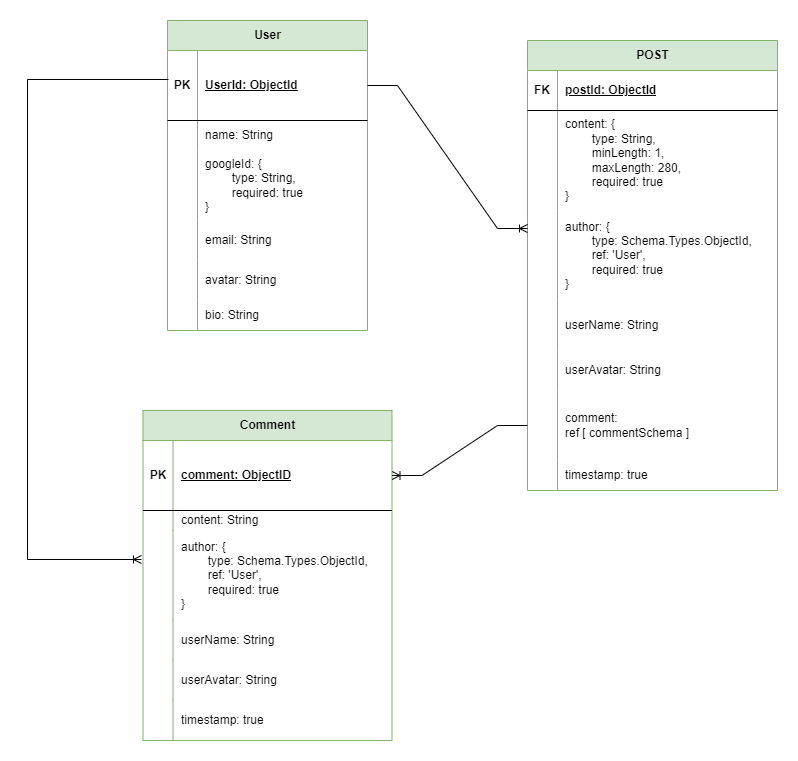 User
PK
UserId: ObjectId
name: String
googleId: {
type: String,
required: true
}
email: String
avatar: String
bio: String
POST
FK
postId: ObjectId
content: {
type: String,
minLength: 1,
maxLength: 280,
required: true
}
author: {
type: Schema.Types.ObjectId,
ref: 'User',
required: true
}
userName: String
userAvatar: String
comment:
ref [ commentSchema ]
timestamp: true
Comment
PK
comment: ObjectID
content: String
author: {
type: Schema.Types.ObjectId,
ref: 'User',
required: true
}
userName: String
userAvatar: String
timestamp: true